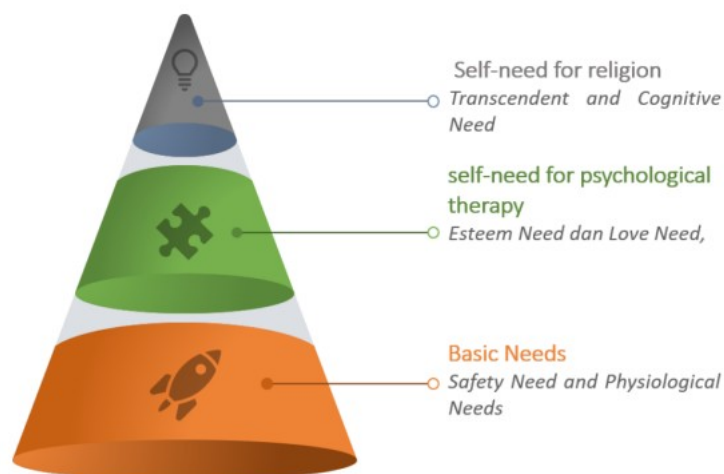 Self-need for religion
Transcendent and Cognitive
Need
self-need for psychological
therapy
Esteem Need dan Love Need,
Basic Needs
Safety Need and Physiological
Needs